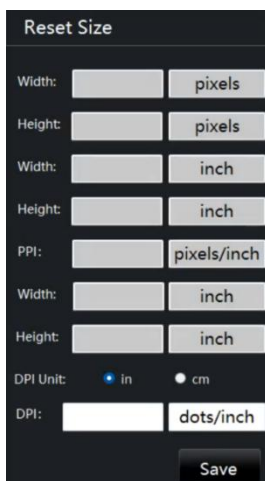 Reset Size
Width: pixels
Height: pixels
Width: inch
Height: inch
PPI: pixels/inch
Width: inch
Height: inch
DPI Unit: in cm
DPI: dots/inch
Save